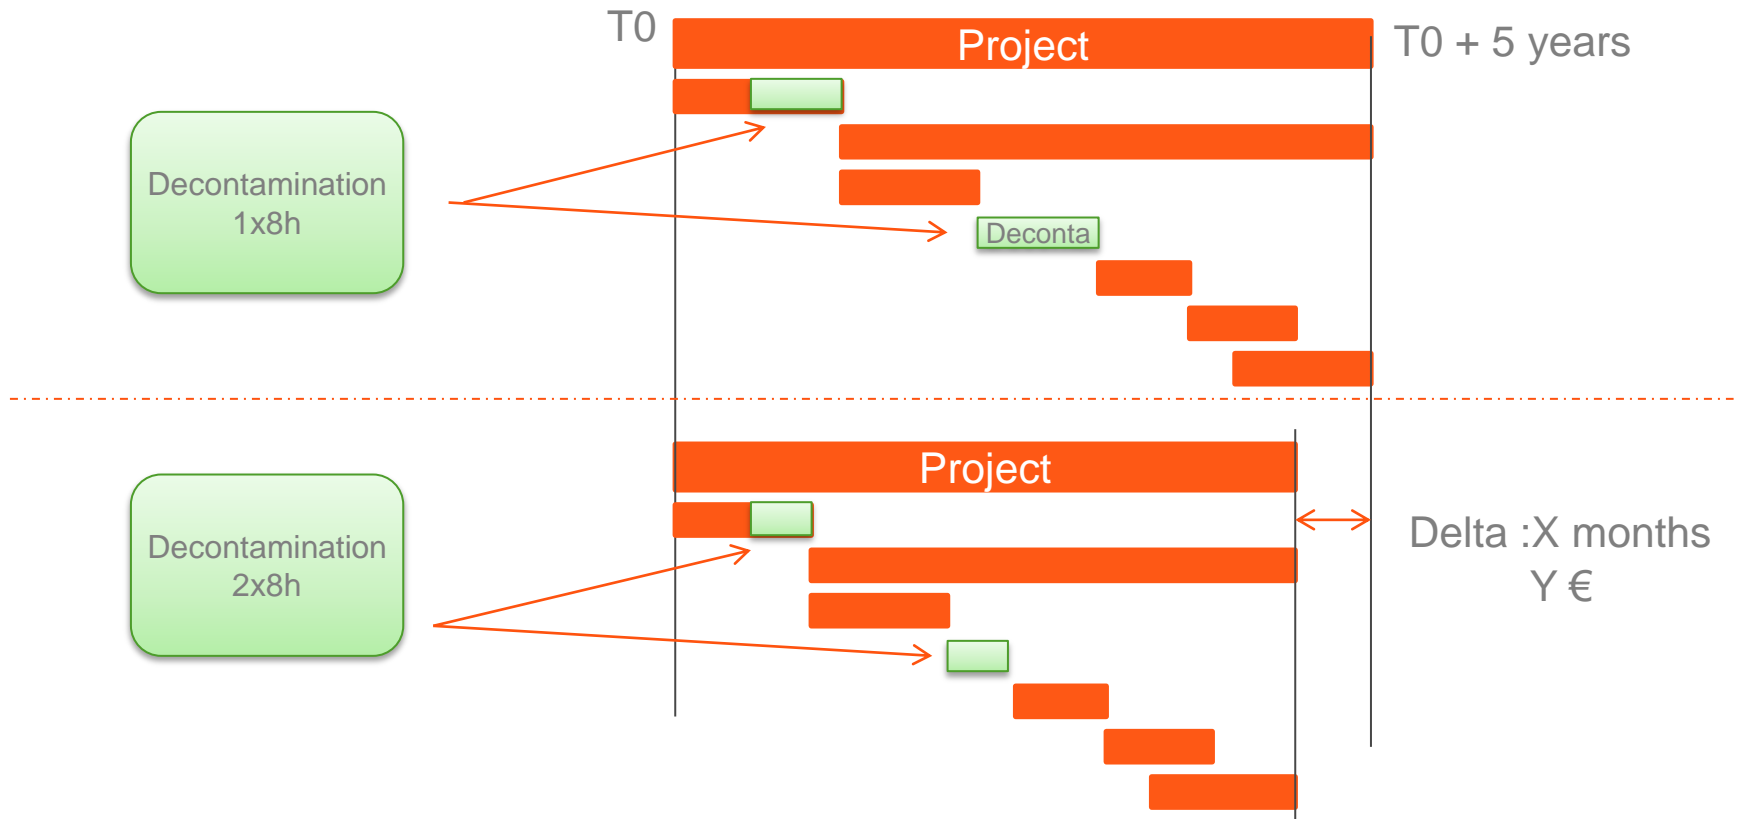 T0
Project
T0 + 5 years
Decontamination
1x8h
Deconta
Project
Decontamination
2x8h
Delta :X months
Y €